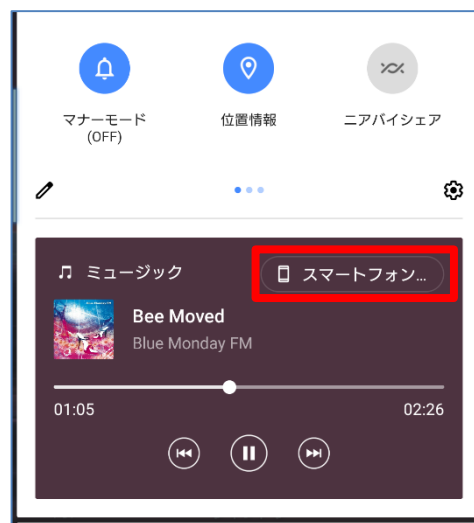 マナーモード
(OFF)
位置情報
ニアバイシェア
ミュージック
スマートフォン...
Bee Moved
Blue Monday FM
01:05
02:26